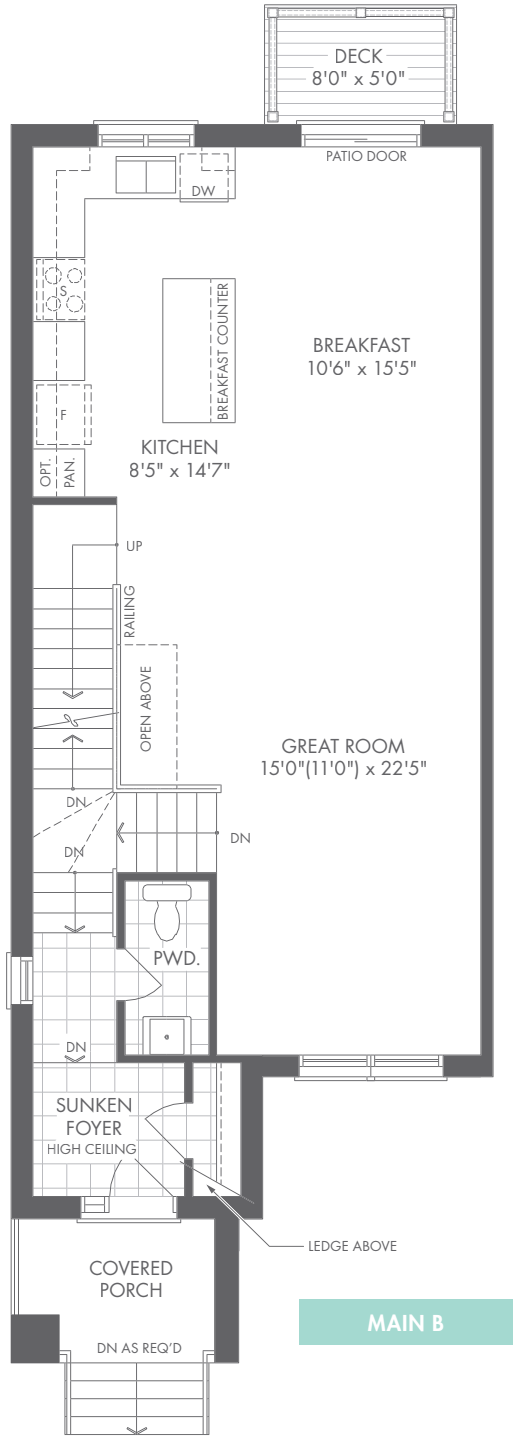 DECK
8'0" x 5'0"
PATIO DOOR
DW
S
BREAKFAST COUNTER
BREAKFAST
10'6" x 15'5"
F
KITCHEN
8'5" x 14'7"
OPT.
PAN.
UP
RAILING
OPEN ABOVE
GREAT ROOM
15'0"(11'0") x 22'5"
DN
DN
DN
PWD.
DN
SUNKEN
FOYER
HIGH CEILING
LEDGE ABOVE
COVERED
PORCH
MAIN B
DN AS REQ'D